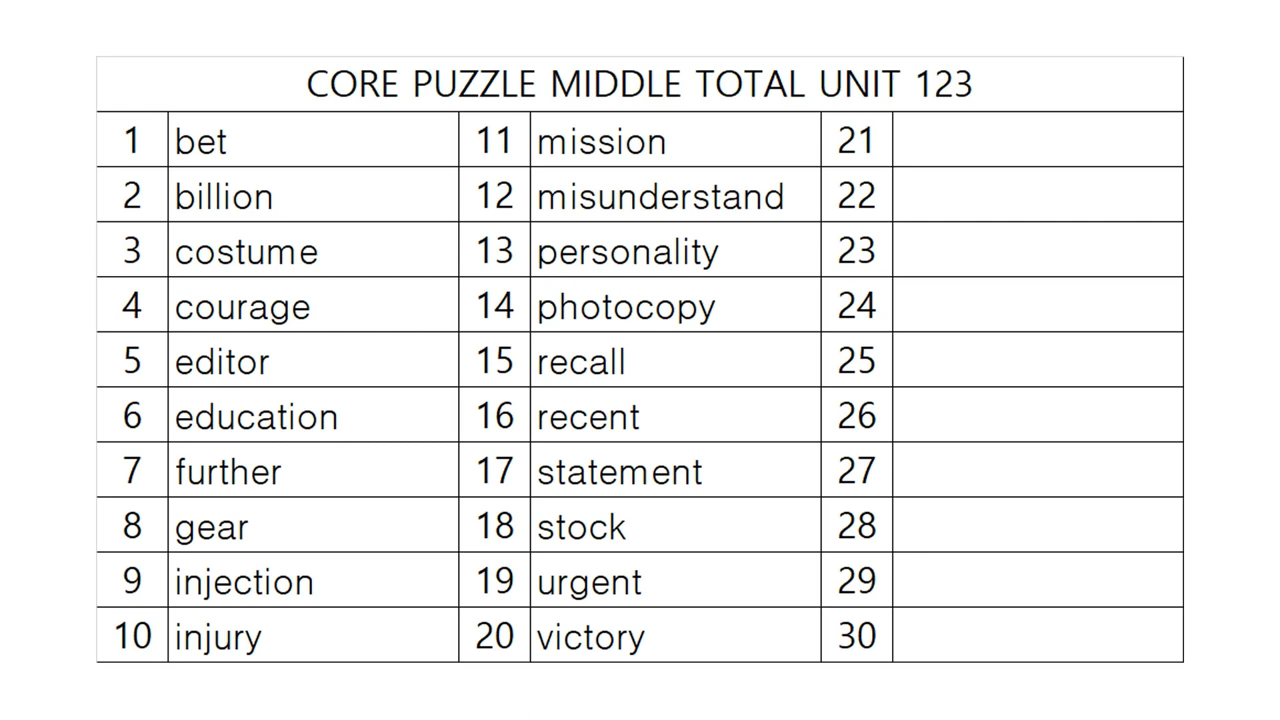 CORE PUZZLE MIDDLE TOTAL UNIT 123
1 bet 11 mission 21
2 billion 12 misunderstand 22
3 costume 13 personality 23
4 courage 14 photocopy 24
5 editor 15 recall 25
6 education 16 recent 26
7 further 17 statement 27
8 gear 18 stock 28
9 injection 19 urgent 29
10 injury 20 victory 30